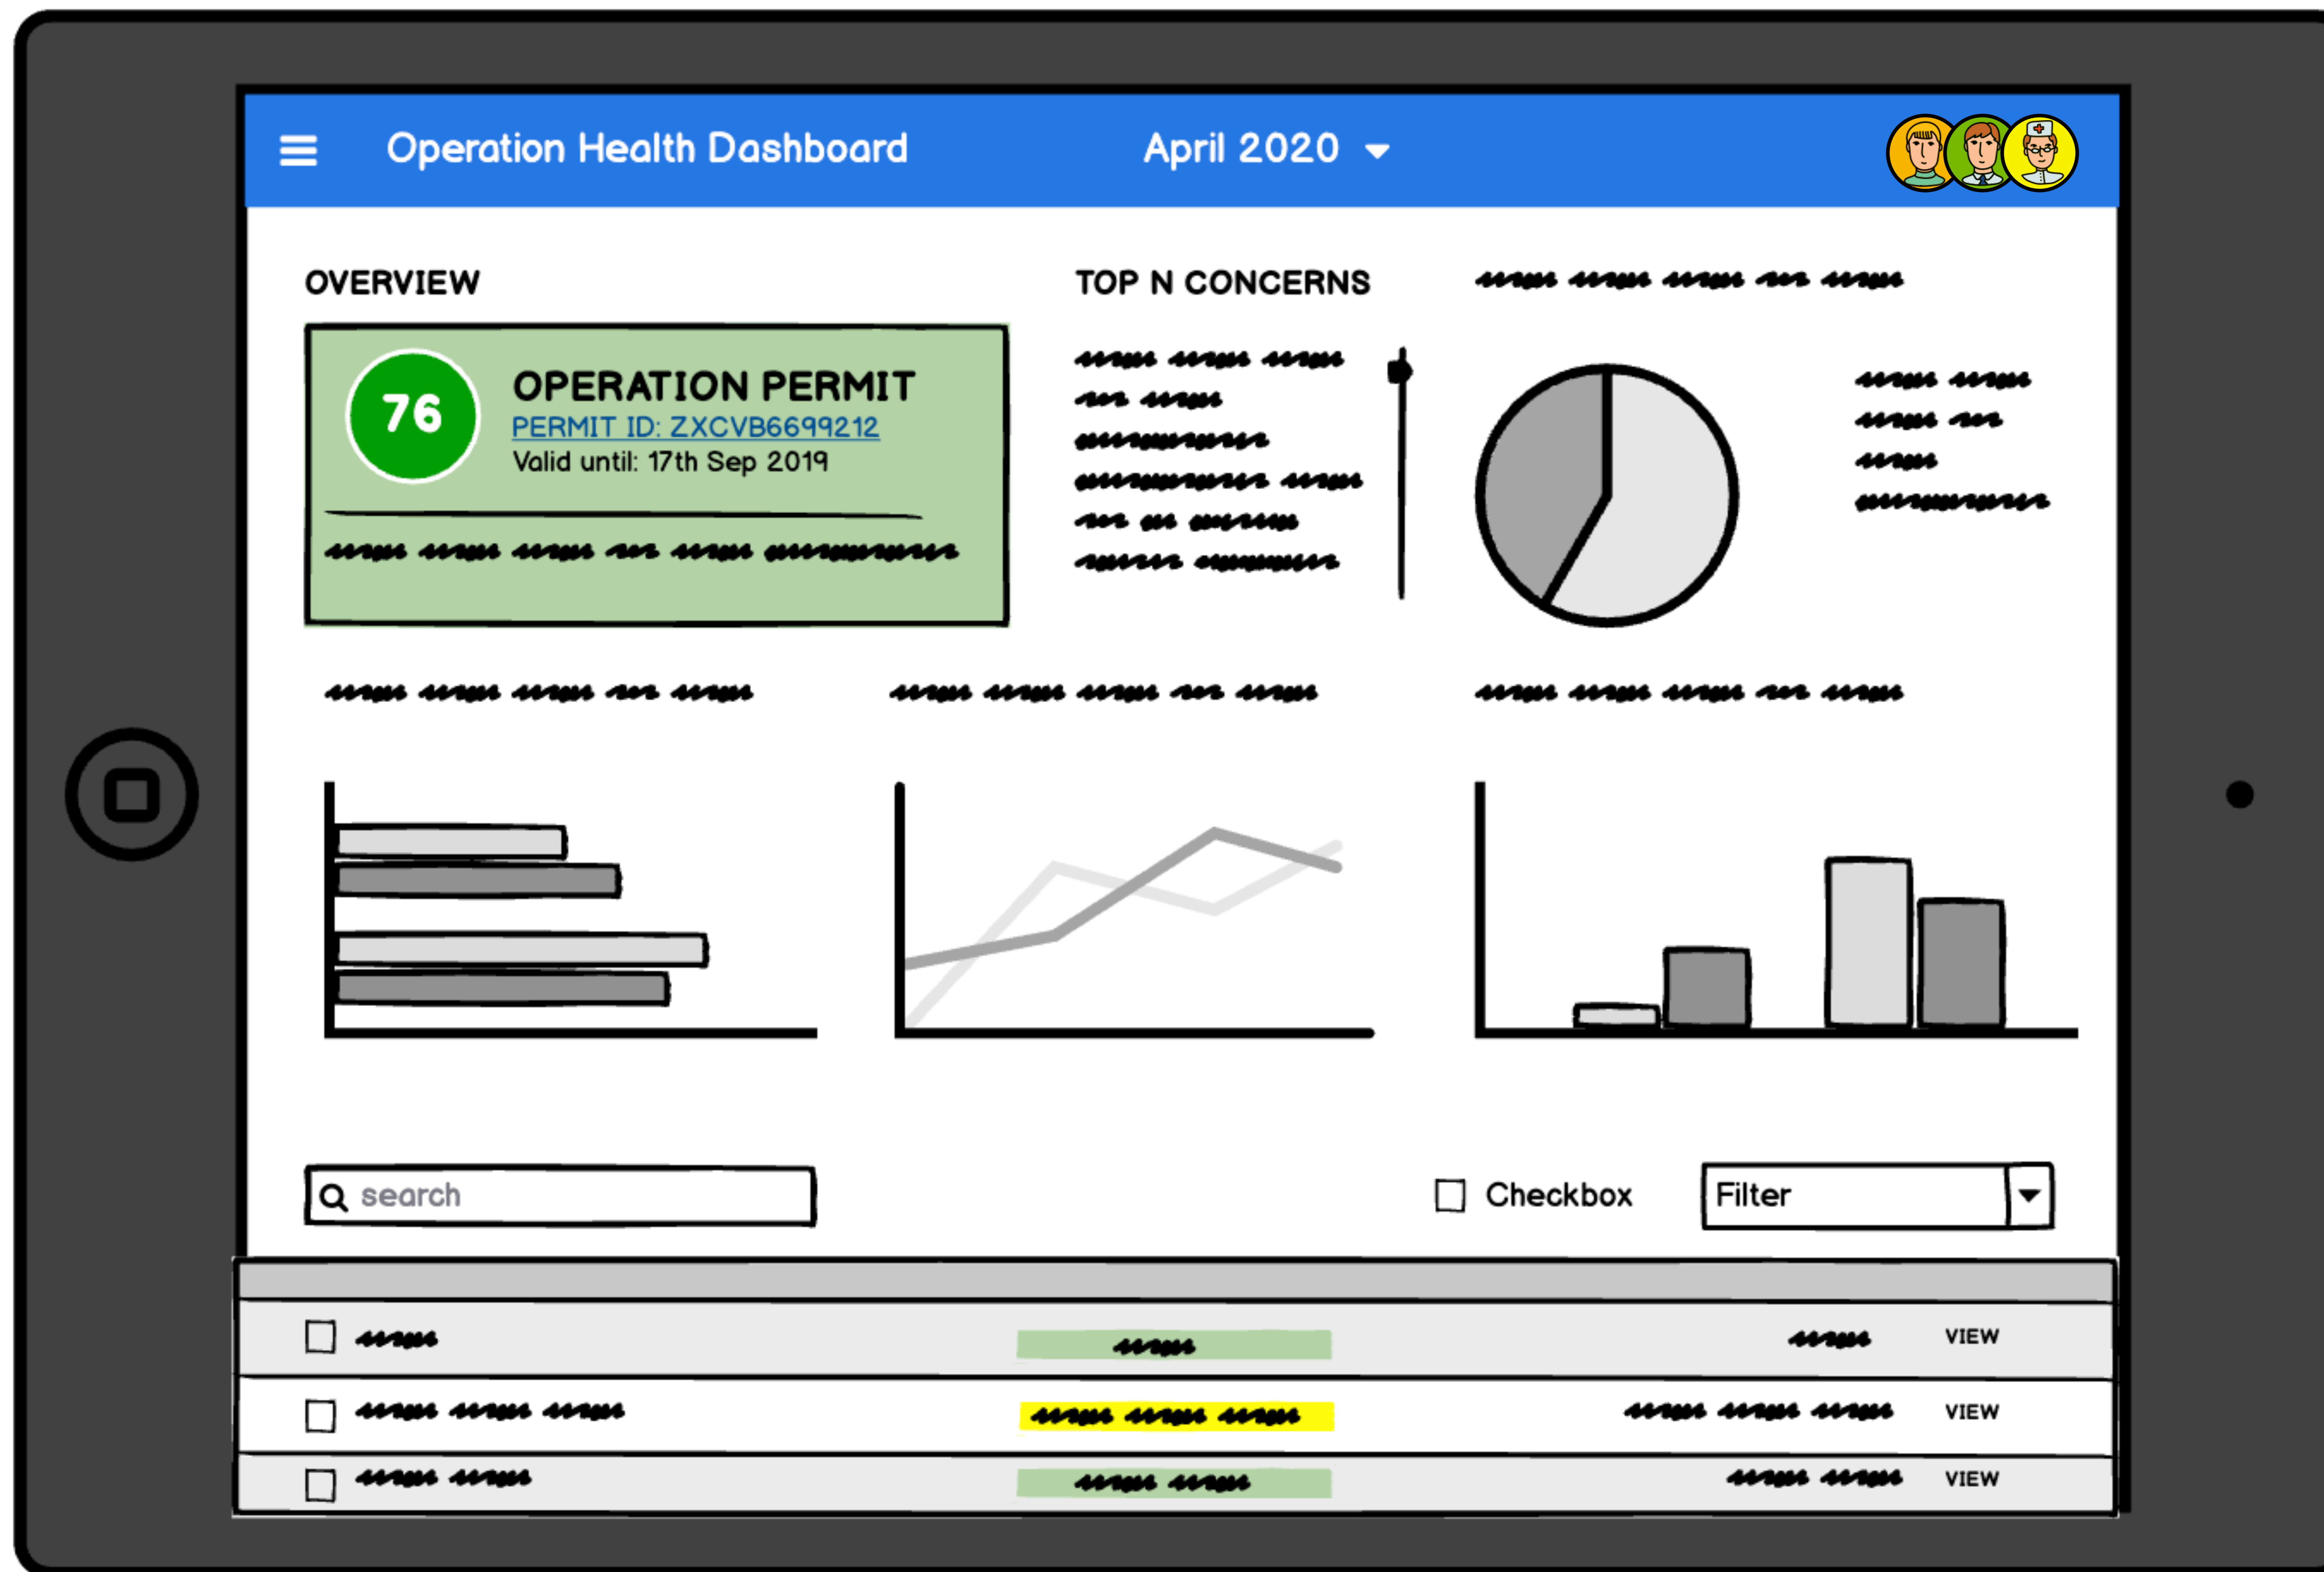 Operation Health Dashboard
April 2020
OVERVIEW
76
OPERATION PERMIT
PERMIT ID: ZXCVB6699212
Valid until: 17th Sep 2019
TOP N CONCERNS
search
Checkbox
Filter
VIEW
VIEW
VIEW